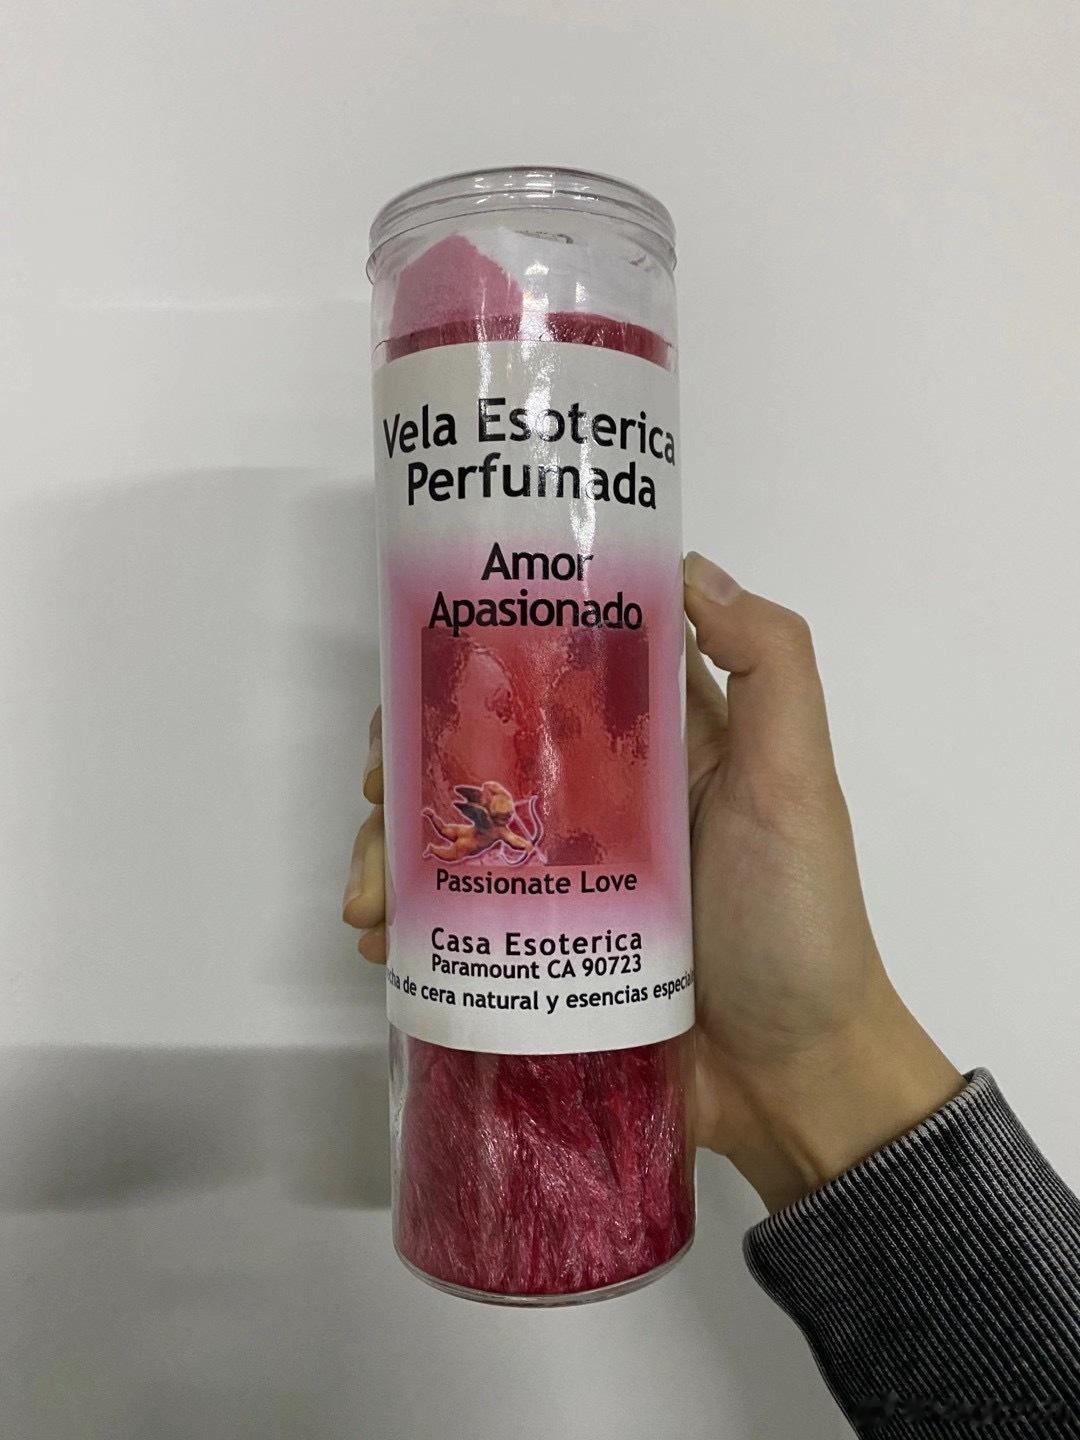 Vela Esoterica
Perfumada
Amor
Apasionado
Passionate Love
Casa Esoterica
Paramount CA 90723
de cera natural y esencias